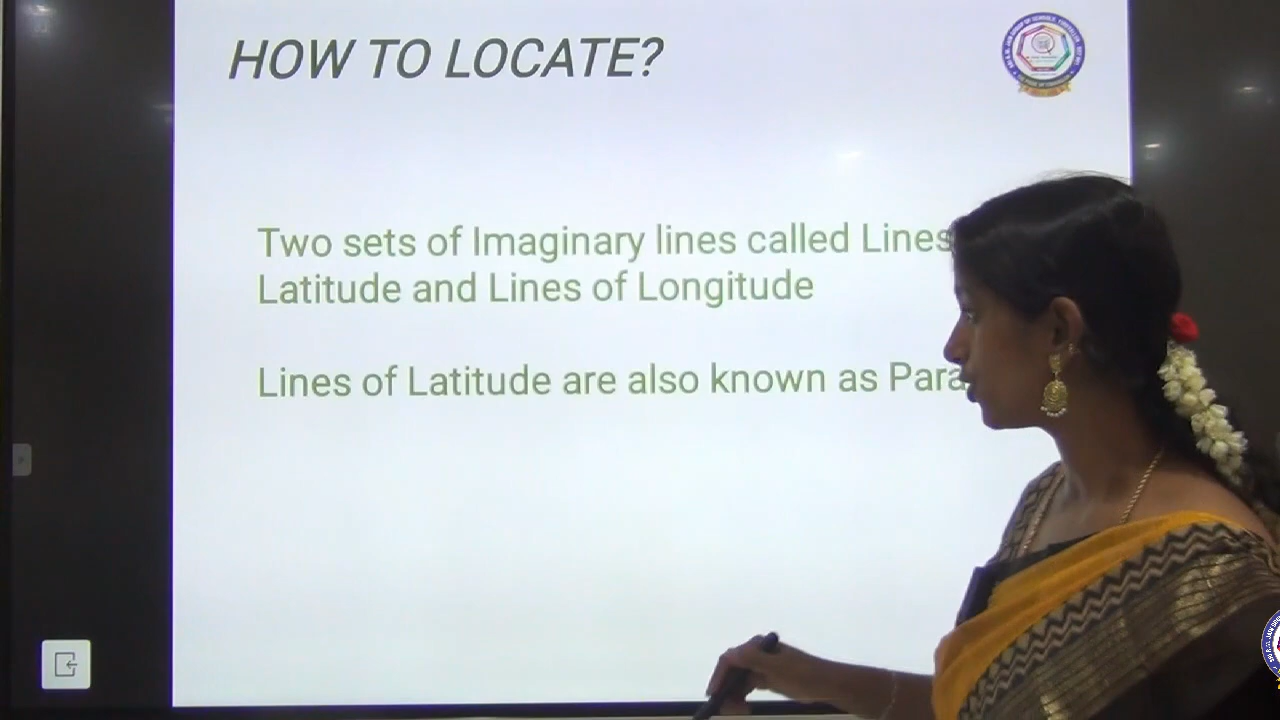 HOW TO LOCATE?
Two sets of Imaginary lines called Lines
Latitude and Lines of Longitude
Lines of Latitude are also known as Para